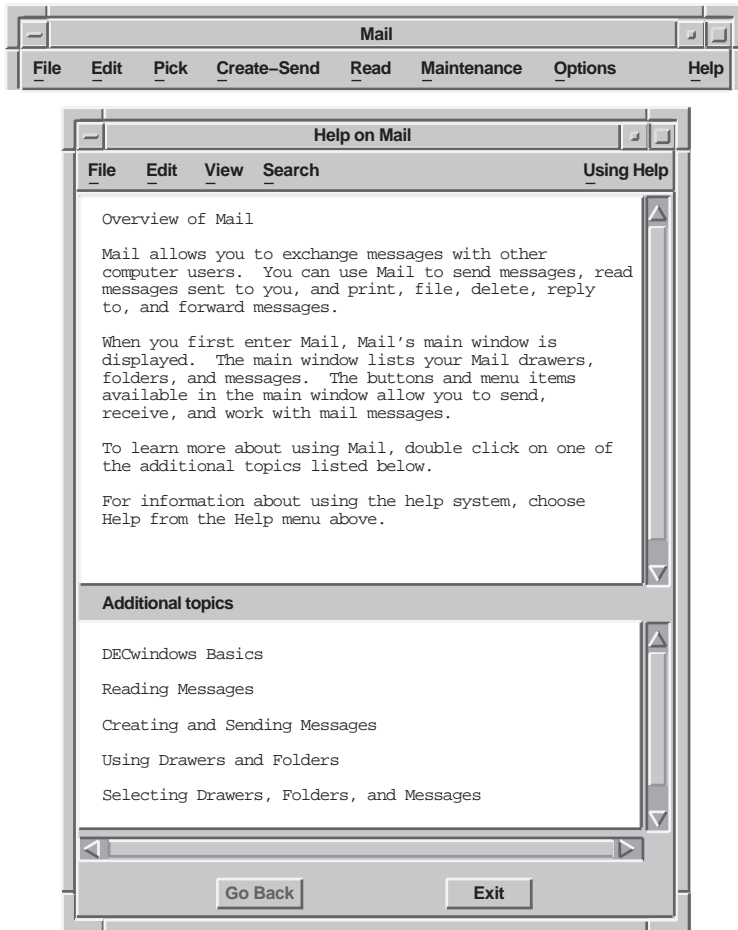 Mail
File Edit Pick Create–Send Read Maintenance Options Help
Help on Mail
File Edit View Search Using Help
Overview of Mail
Mail allows you to exchange messages with other
computer users. You can use Mail to send messages, read
messages sent to you, and print, file, delete, reply
to, and forward messages.
When you first enter Mail, Mail's main window is
displayed. The main window lists your Mail drawers,
folders, and messages. The buttons and menu items
available in the main window allow you to send,
receive, and work with mail messages.
To learn more about using Mail, double click on one of
the additional topics listed below.
For information about using the help system, choose
Help from the Help menu above.
Additional topics
DECwindows Basics
Reading Messages
Creating and Sending Messages
Using Drawers and Folders
Selecting Drawers, Folders, and Messages
Go Back Exit